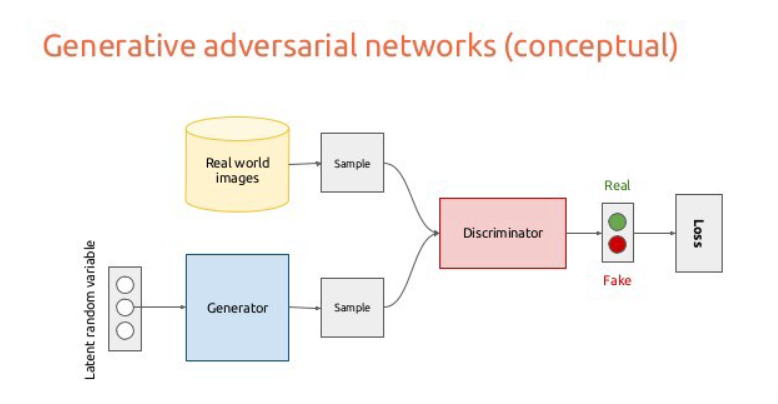 Generative adversarial networks (conceptual)
Real world
images
Sample
Real
Discriminator
Loss
Fake
Latent random variable
Generator
Sample